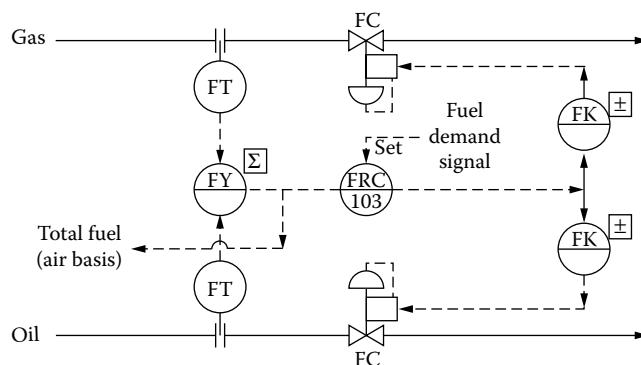 FC
Gas
FT
Fuel
demand
signal
Set
±
FK
Σ
FY
FRC
103
Total fuel
(air basis)
±
FK
FT
Oil
FC